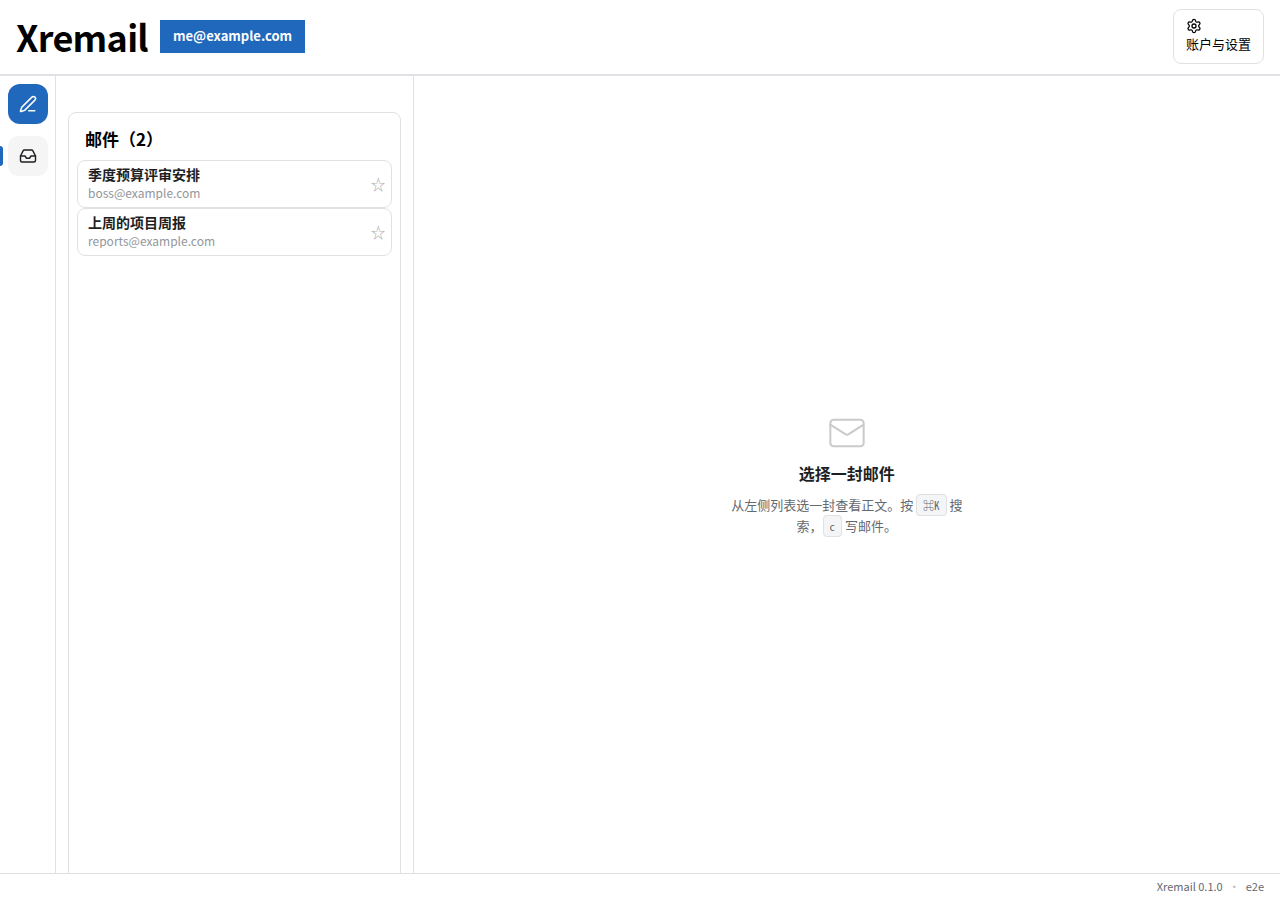 Xremail
me@example.com
账户与设置
邮件（2）
季度预算评审安排
boss@example.com
☆
上周的项目周报
reports@example.com
☆
选择一封邮件
从左侧列表选一封查看正文。按 ⌘K 搜
索，c 写邮件。
Xremail 0.1.0 · e2e